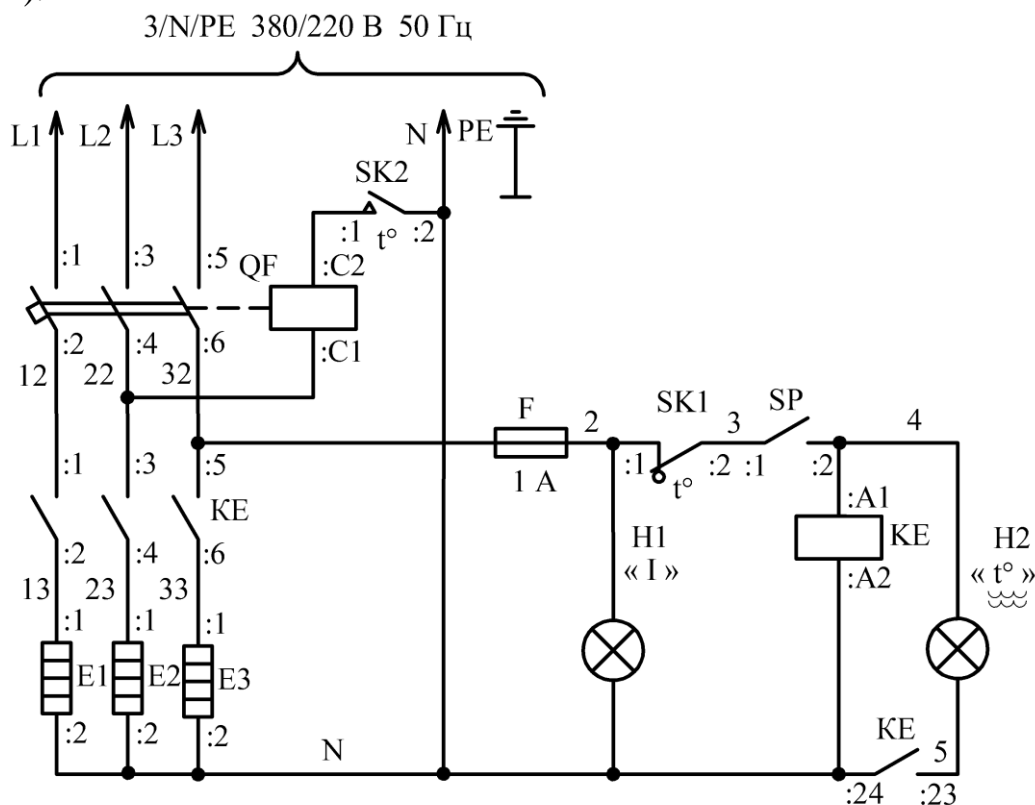 ).
3/N/PE 380/220 В 50 Гц
L1 L2 L3 N PE
SK2
:1 t° :2
:1 :3 :5
QF :C2
:2 :4 :6 :C1
12 22 32
F 2 SK1 3 SP 4
:1 :3 :5 1 А :1 t° :2 :1 :2
KE :A1
:2 :4 :6 H1 KE H2
« I » :A2 « t° »
13 23 33
:1 :1 :1
E1 E2 E3
:2 :2 :2
N KE 5
:24 :23